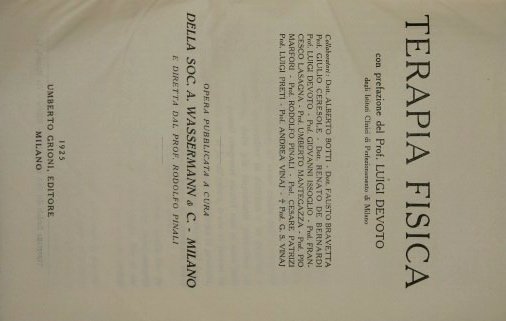 TERAPIA FISICA
con prefazione del Prof. LUIGI DEVOTO
degli Istituti Clinici di Perfezionamento di Milano
Collaboratori: Dott. ALBERTO BOTTI - Dott. FAUSTO BRAVETTA
Prof. GIULIO CERESOLE - Dott. RENATO DE BERNARDI
Prof. LUIGI DEVOTO - Prof. GIOVANNI ISSOGLIO - Prof. FRAN-
CESCO LASAGNA - Prof. UMBERTO MANTEGAZZA - Prof. PIO
MARFORI - Prof. RODOLFO PINALI - Prof. CESARE PATRIZI
Prof. LUIGI PRETI - Prof. ANDREA VINAJ - † Prof. G. S. VINAJ
OPERA PUBBLICATA A CURA
DELLA SOC. A. WASSERMANN & C. - MILANO
E DIRETTA DAL PROF. RODOLFO PINALI
1925
UMBERTO GRIONI, EDITORE
MILANO